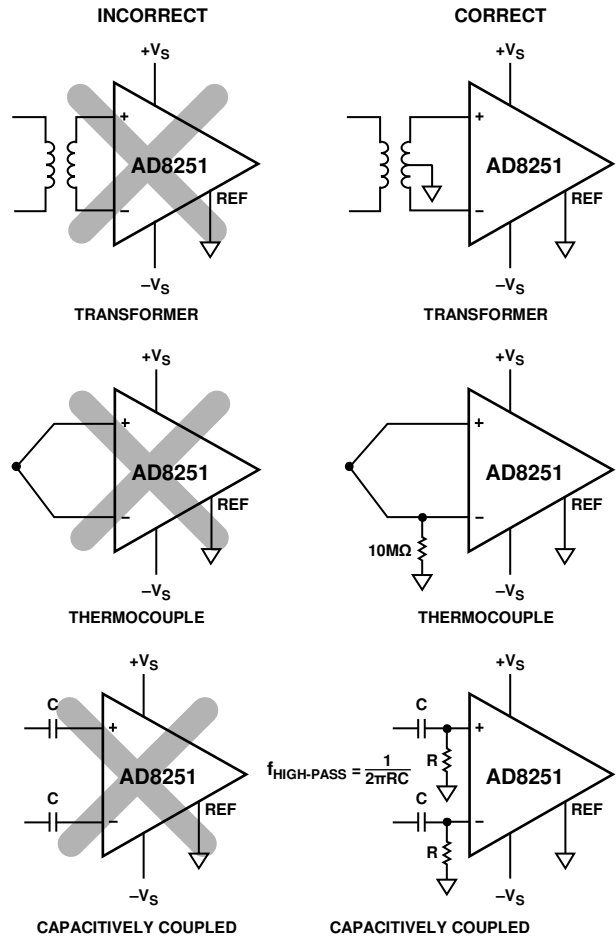 INCORRECT
CORRECT
+VS
+
AD8251
−
REF
−VS
TRANSFORMER
+VS
+
AD8251
−
REF
−VS
TRANSFORMER
+VS
+
AD8251
−
REF
−VS
THERMOCOUPLE
+VS
+
AD8251
−
REF
10MΩ
−VS
THERMOCOUPLE
+VS
C
+
AD8251
C
−
REF
−VS
CAPACITIVELY COUPLED
+VS
C
+
R
fHIGH-PASS = 1/2πRC
AD8251
C
−
R
REF
−VS
CAPACITIVELY COUPLED